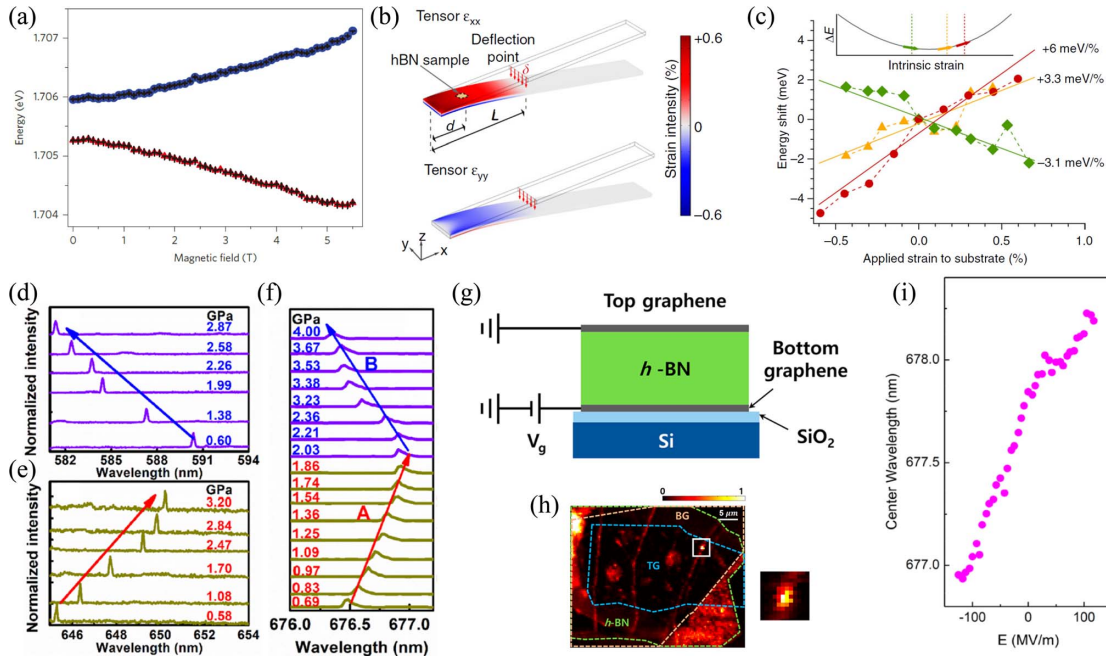 (a)
Energy (eV)
1.707
1.706
1.705
1.704
0
1
2
3
4
5
Magnetic field (T)
(b)
Tensor εxx
hBN sample
Deflection
point
δ
d
L
Tensor εyy
z
y
x
+0.6
0
−0.6
Strain intensity (%)
(c)
ΔE
Intrinsic strain
+6 meV/%
+3.3 meV/%
−3.1 meV/%
Energy shift (meV)
4
2
0
−2
−4
−0.5
0.0
0.5
1.0
Applied strain to substrate (%)
(d)
Normalized intensity
GPa
2.87
2.58
2.26
1.99
1.38
0.60
582 585 588 591 594
Wavelength (nm)
(e)
Normalized intensity
GPa
3.20
2.84
2.47
1.70
1.08
0.58
646 648 650 652 654
Wavelength (nm)
(f)
GPa
4.00
3.67
3.53
3.38
3.23
2.36
2.21
2.03
1.86
1.74
1.54
1.36
1.25
1.09
0.97
0.83
0.69
B
A
676.0 676.5 677.0
Wavelength (nm)
(g)
Top graphene
h -BN
Bottom
graphene
Vg
Si
SiO2
(h)
0 1
5 μm
BG
TG
h-BN
(i)
Center Wavelength (nm)
678.0
677.5
677.0
-100
0
100
E (MV/m)